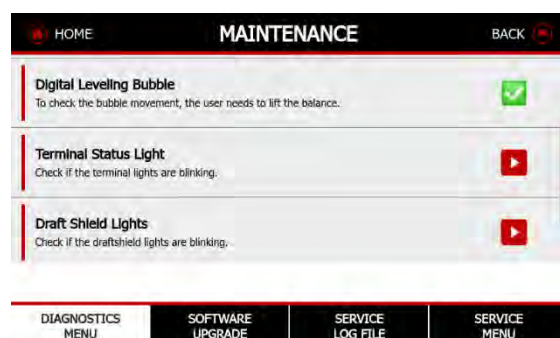 HOME MAINTENANCE BACK
Digital Leveling Bubble
To check the bubble movement, the user needs to lift the balance.
Terminal Status Light
Check if the terminal lights are blinking.
Draft Shield Lights
Check if the draftshield lights are blinking.
DIAGNOSTICS SOFTWARE SERVICE SERVICE
MENU UPGRADE LOG FILE MENU